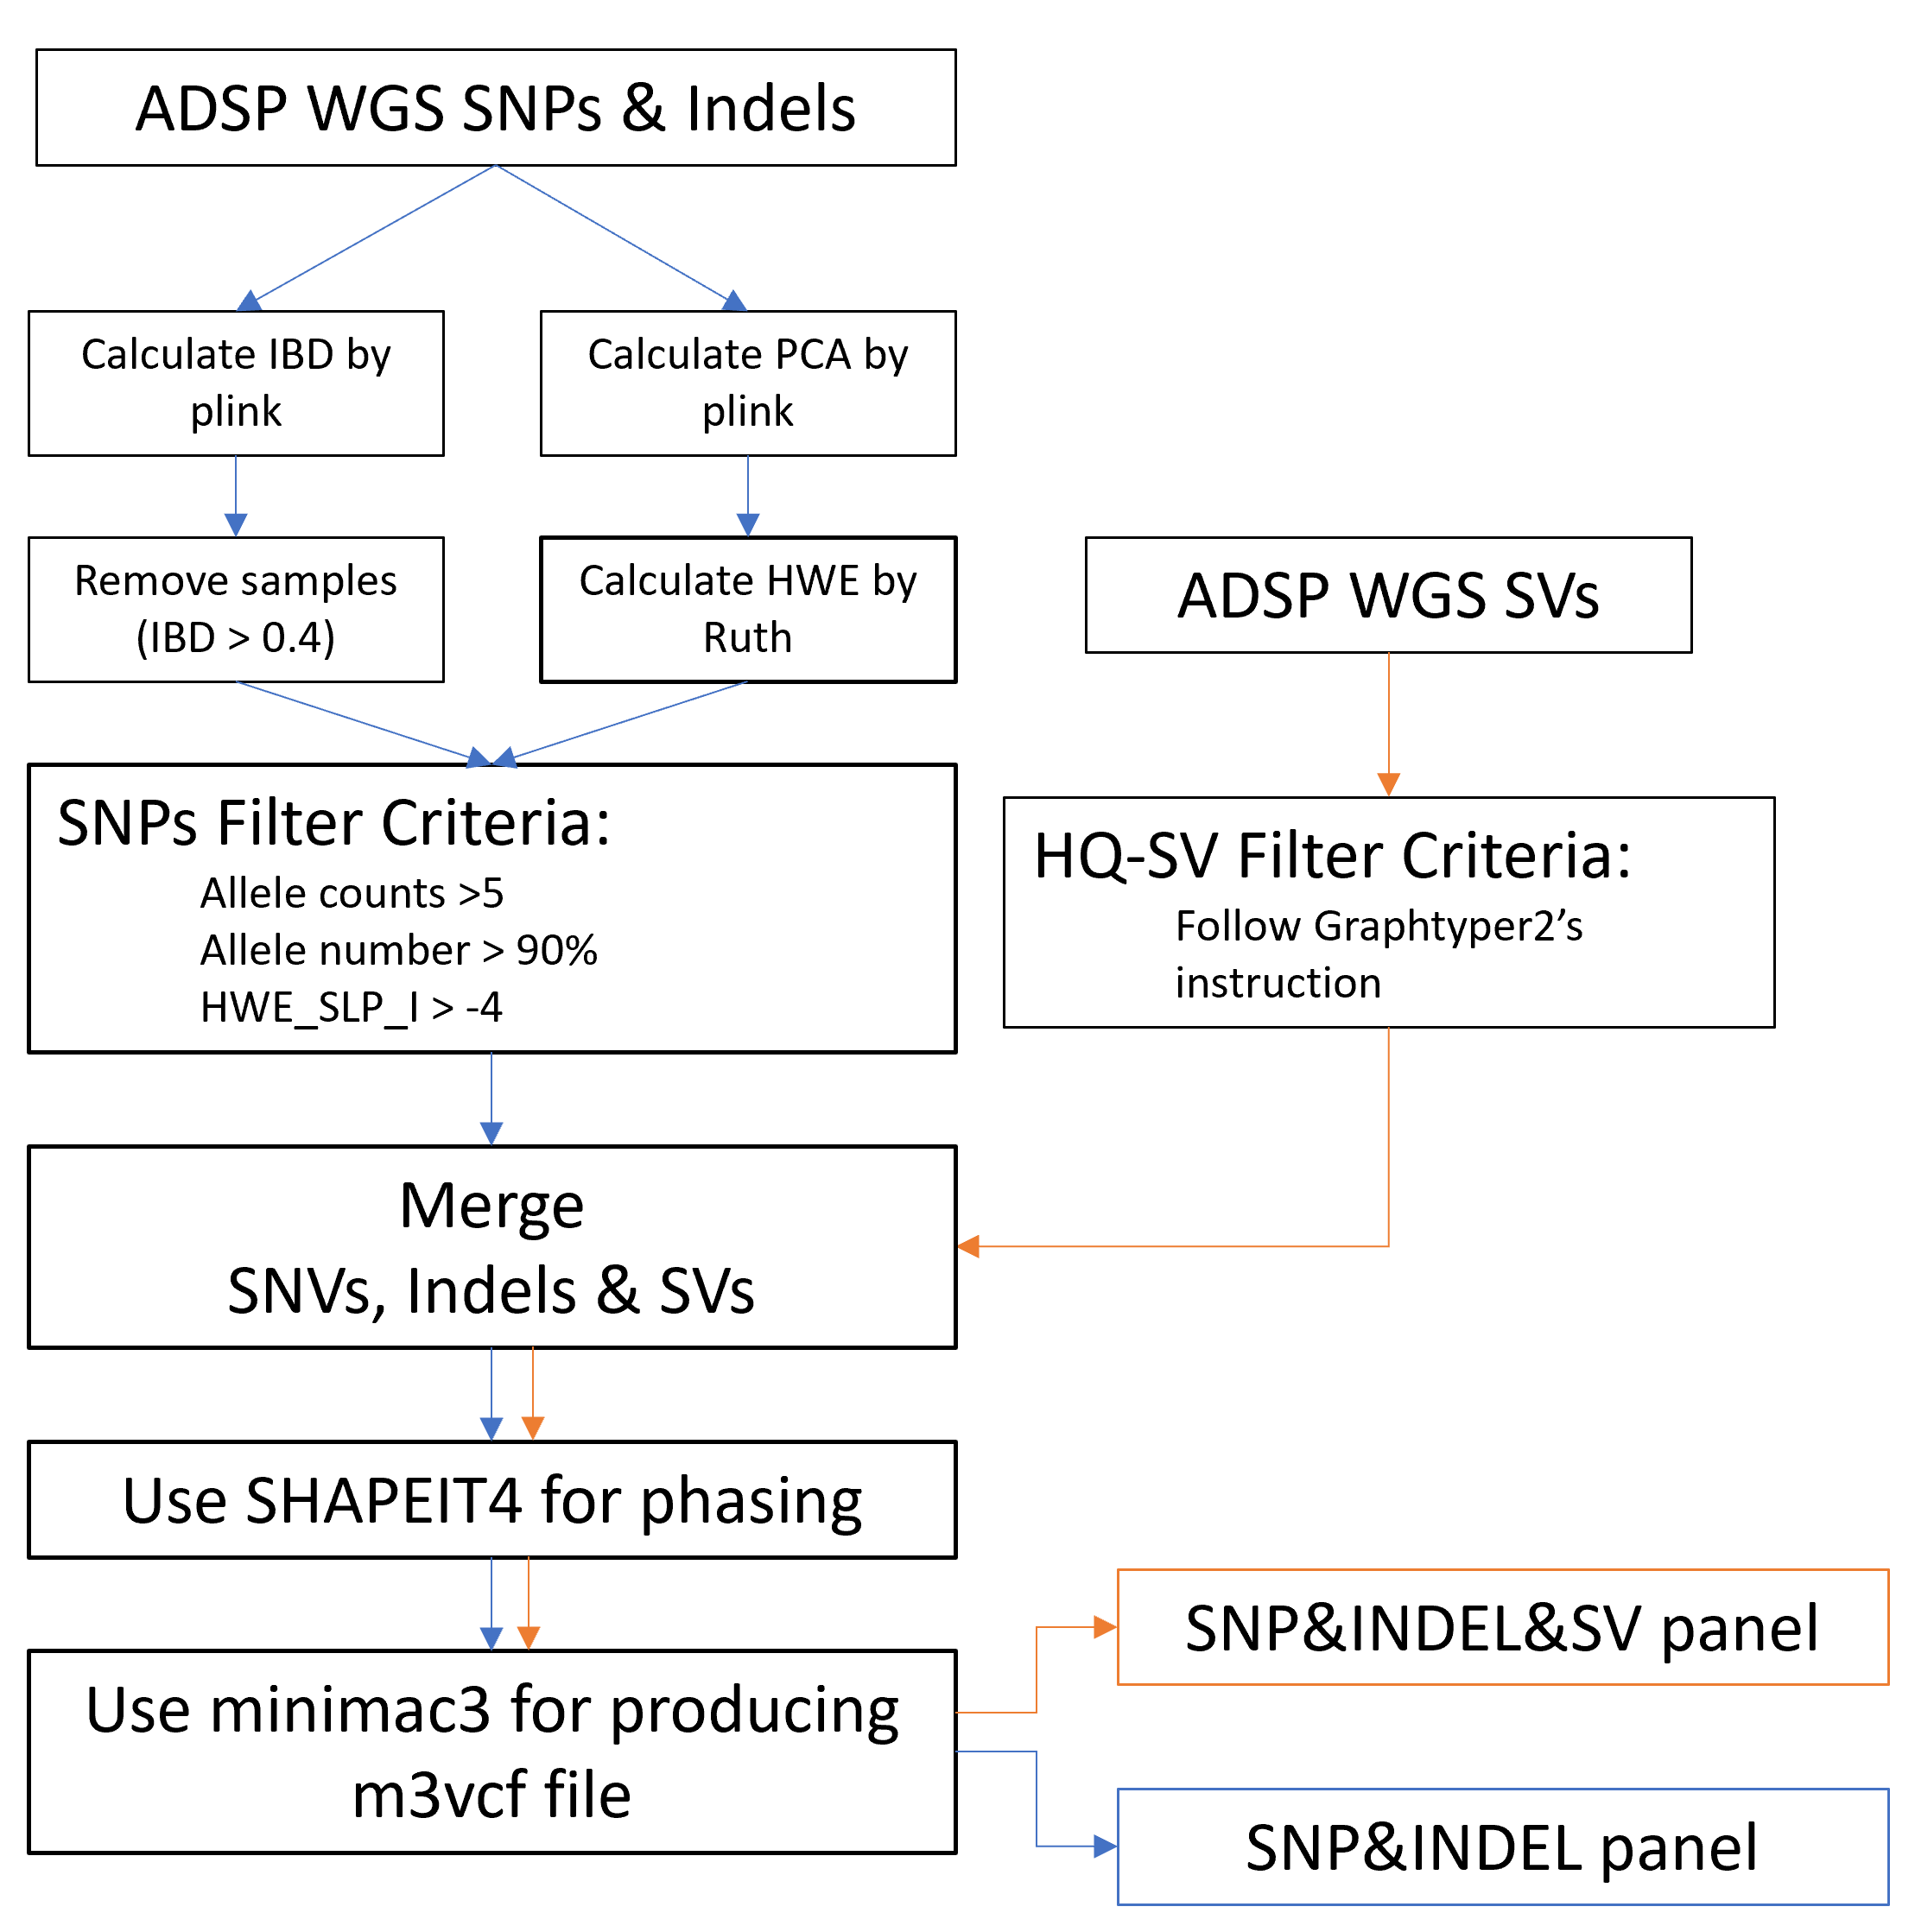 ADSP WGS SNPs & Indels
Calculate IBD by
plink
Calculate PCA by
plink
Remove samples
(IBD > 0.4)
Calculate HWE by
Ruth
ADSP WGS SVs
SNPs Filter Criteria:
Allele counts >5
Allele number > 90%
HWE_SLP_I > -4
HQ-SV Filter Criteria:
Follow Graphtyper2’s
instruction
Merge
SNVs, Indels & SVs
Use SHAPEIT4 for phasing
Use minimac3 for producing
m3vcf file
SNP&INDEL&SV panel
SNP&INDEL panel